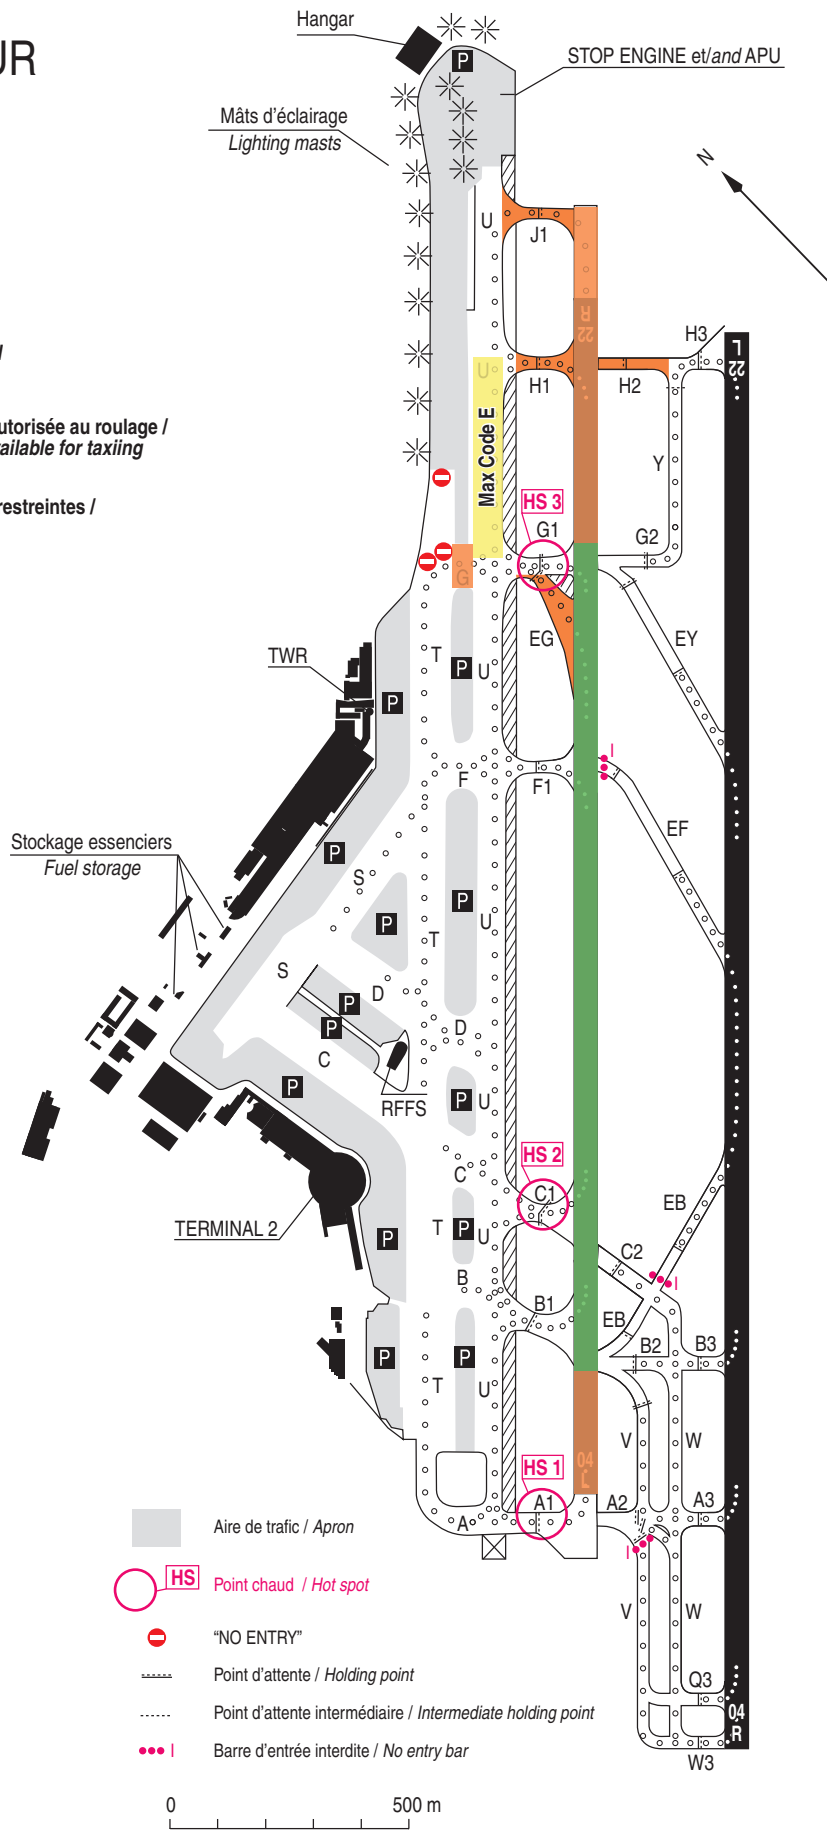 Hangar
UR
STOP ENGINE et/and APU
Mâts d'éclairage
Lighting masts
N
U
J1
22
R
H3
L
22
/
U
H1
H2
utorisée au roulage /
vailable for taxiing
Max Code E
Y
HS 3
restreintes /
G1
G2
G
EG
EY
TWR
T
P
U
P
I
F
F1
Stockage essenciers
Fuel storage
EF
P
S
P
P
U
T
S
D
P
P
D
C
P
RFFS
P
U
HS 2
C
C1
EB
TERMINAL 2
T
P
U
P
C2
I
B
B1
EB
B2
B3
P
P
T
U
V
W
04
L
HS 1
A1
A2
A3
A
Aire de trafic / Apron
I
HS
Point chaud / Hot spot
V
W
"NO ENTRY"
Point d'attente / Holding point
Q3
Point d'attente intermédiaire / Intermediate holding point
04
R
I
Barre d'entrée interdite / No entry bar
W3
0
500 m
P